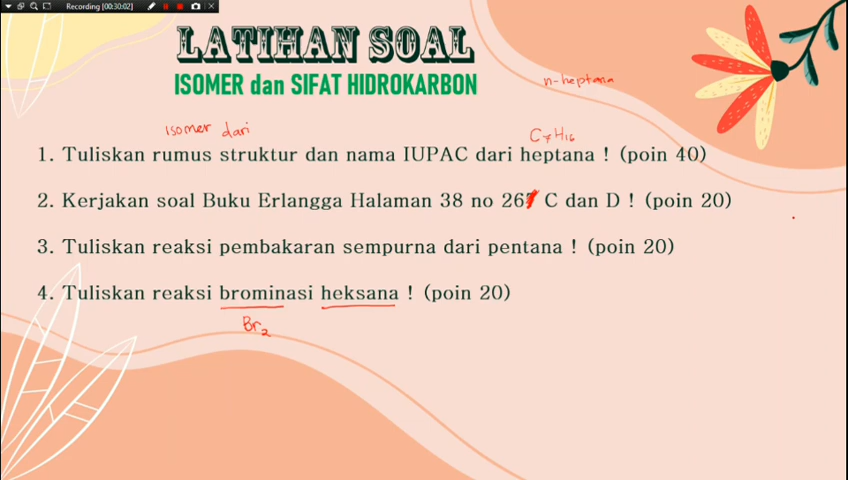 Recording [00:30:02]
LATIHAN SOAL
ISOMER dan SIFAT HIDROKARBON
n-heptana
Isomer dari
C7H16
1. Tuliskan rumus struktur dan nama IUPAC dari heptana ! (poin 40)
2. Kerjakan soal Buku Erlangga Halaman 38 no 26 C dan D ! (poin 20)
3. Tuliskan reaksi pembakaran sempurna dari pentana ! (poin 20)
4. Tuliskan reaksi brominasi heksana ! (poin 20)
Br2